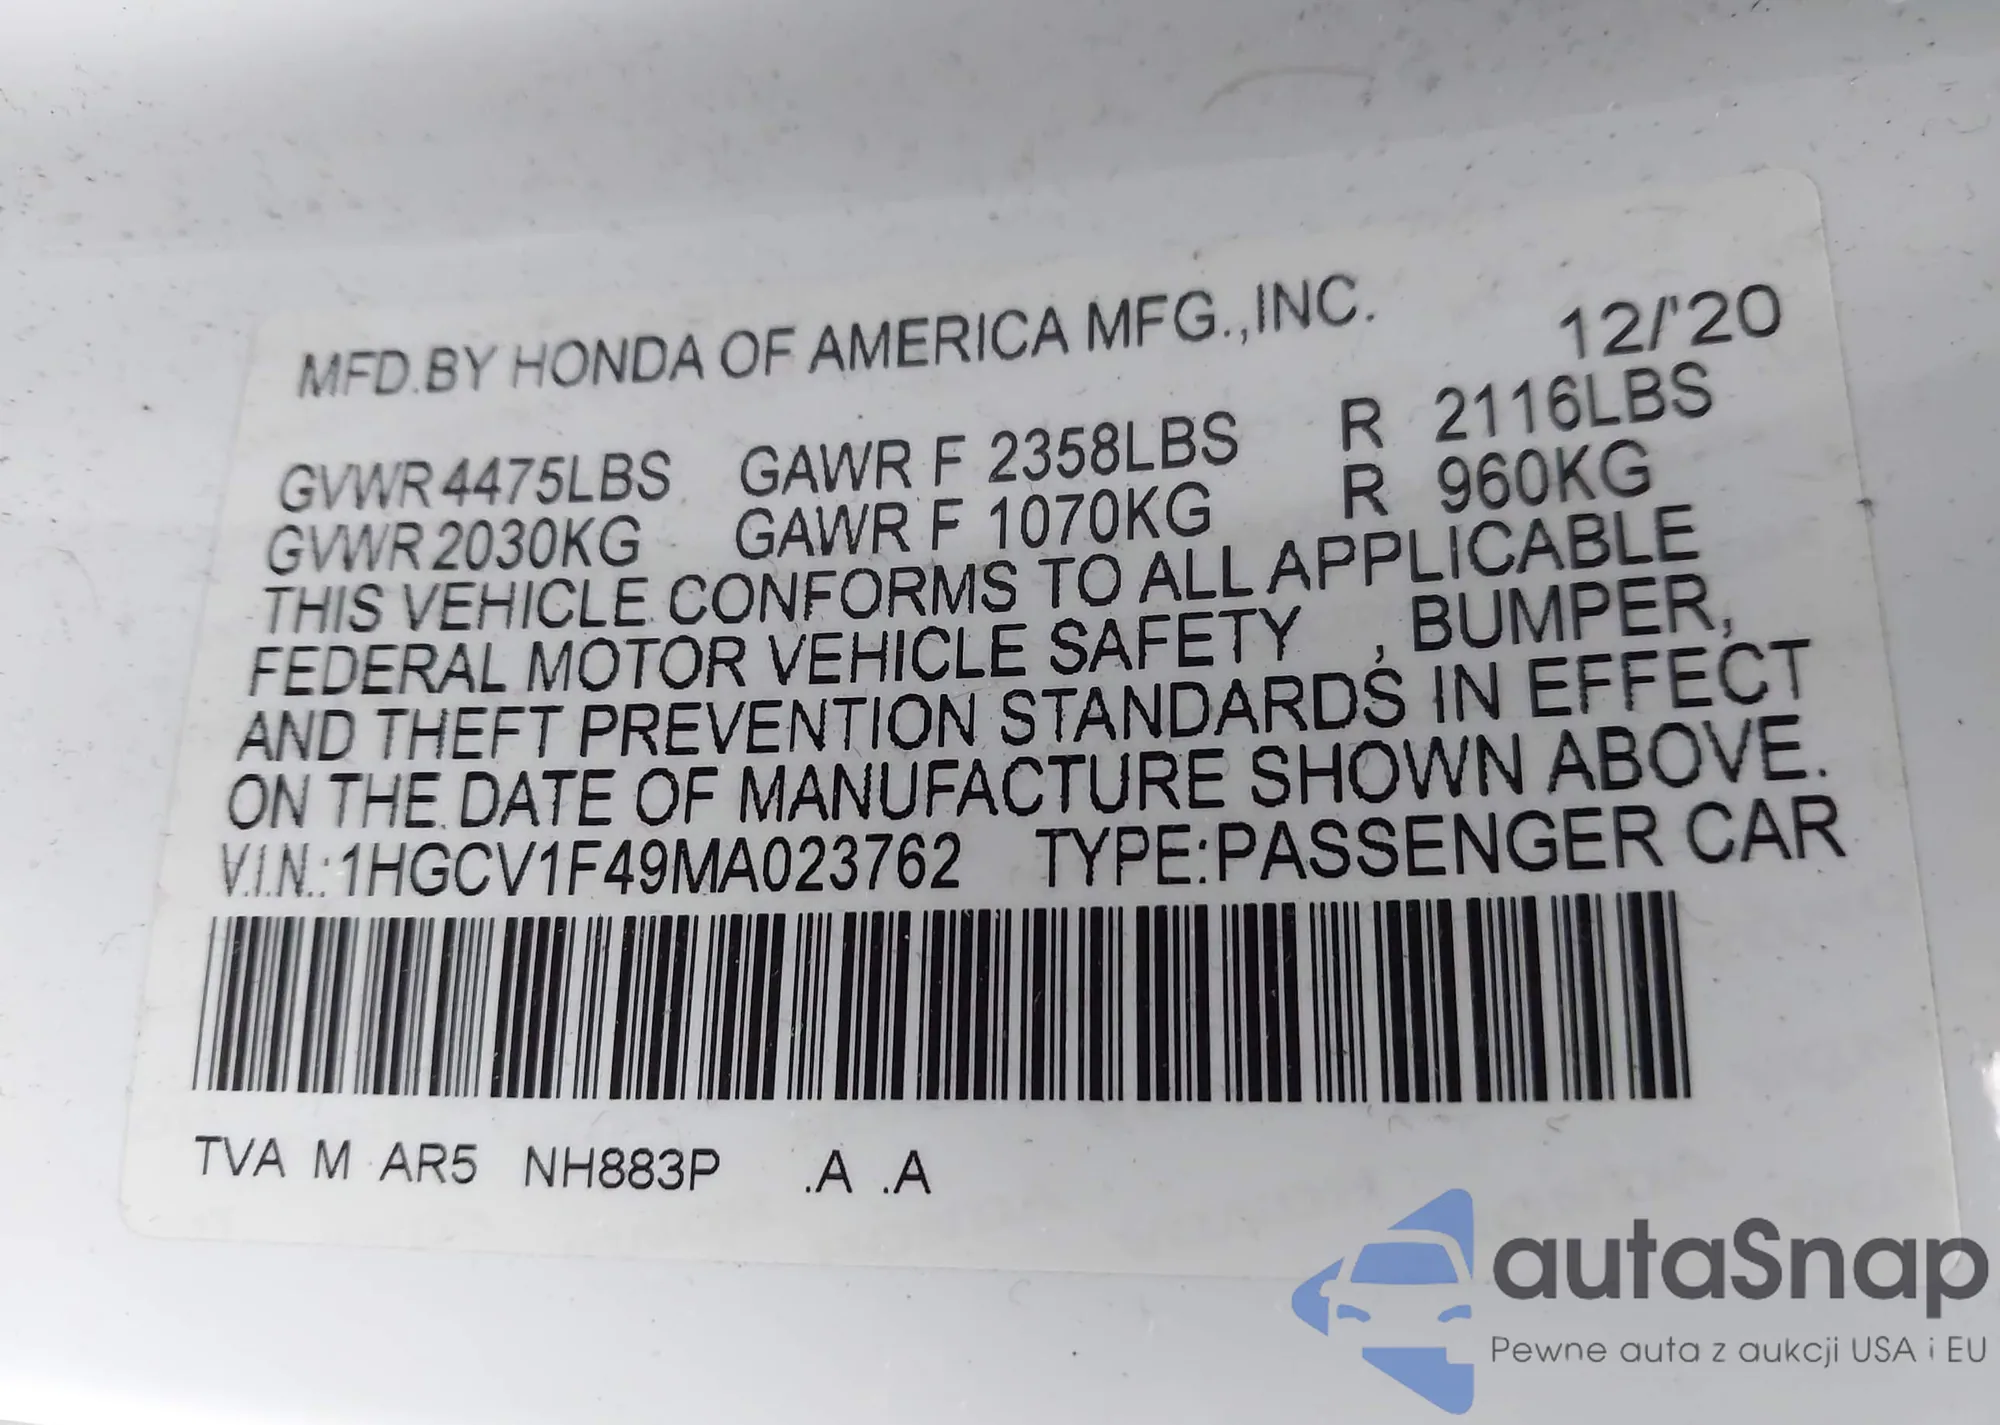 MFD.BY HONDA OF AMERICA MFG.,INC. 12/'20
GVWR 4475LBS GAWR F 2358LBS R 2116LBS
GVWR 2030KG GAWR F 1070KG R 960KG
THIS VEHICLE CONFORMS TO ALL APPLICABLE
FEDERAL MOTOR VEHICLE SAFETY , BUMPER,
AND THEFT PREVENTION STANDARDS IN EFFECT
ON THE DATE OF MANUFACTURE SHOWN ABOVE.
V.I.N.:1HGCV1F49MA023762 TYPE:PASSENGER CAR
TVA M AR5 NH883P .A .A
autaSnap
Pewne auta z aukcji USA i EU